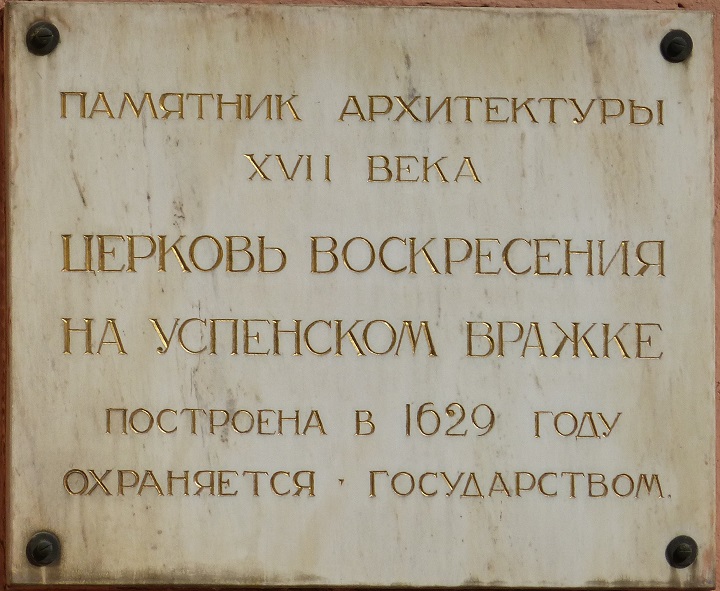 ПАМЯТНИК АРХИТЕКТУРЫ
XVII ВЕКА
ЦЕРКОВЬ ВОСКРЕСЕНИЯ
НА УСПЕНСКОМ ВРАЖКЕ
ПОСТРОЕНА В 1629 ГОДУ
ОХРАНЯЕТСЯ · ГОСУДАРСТВОМ.